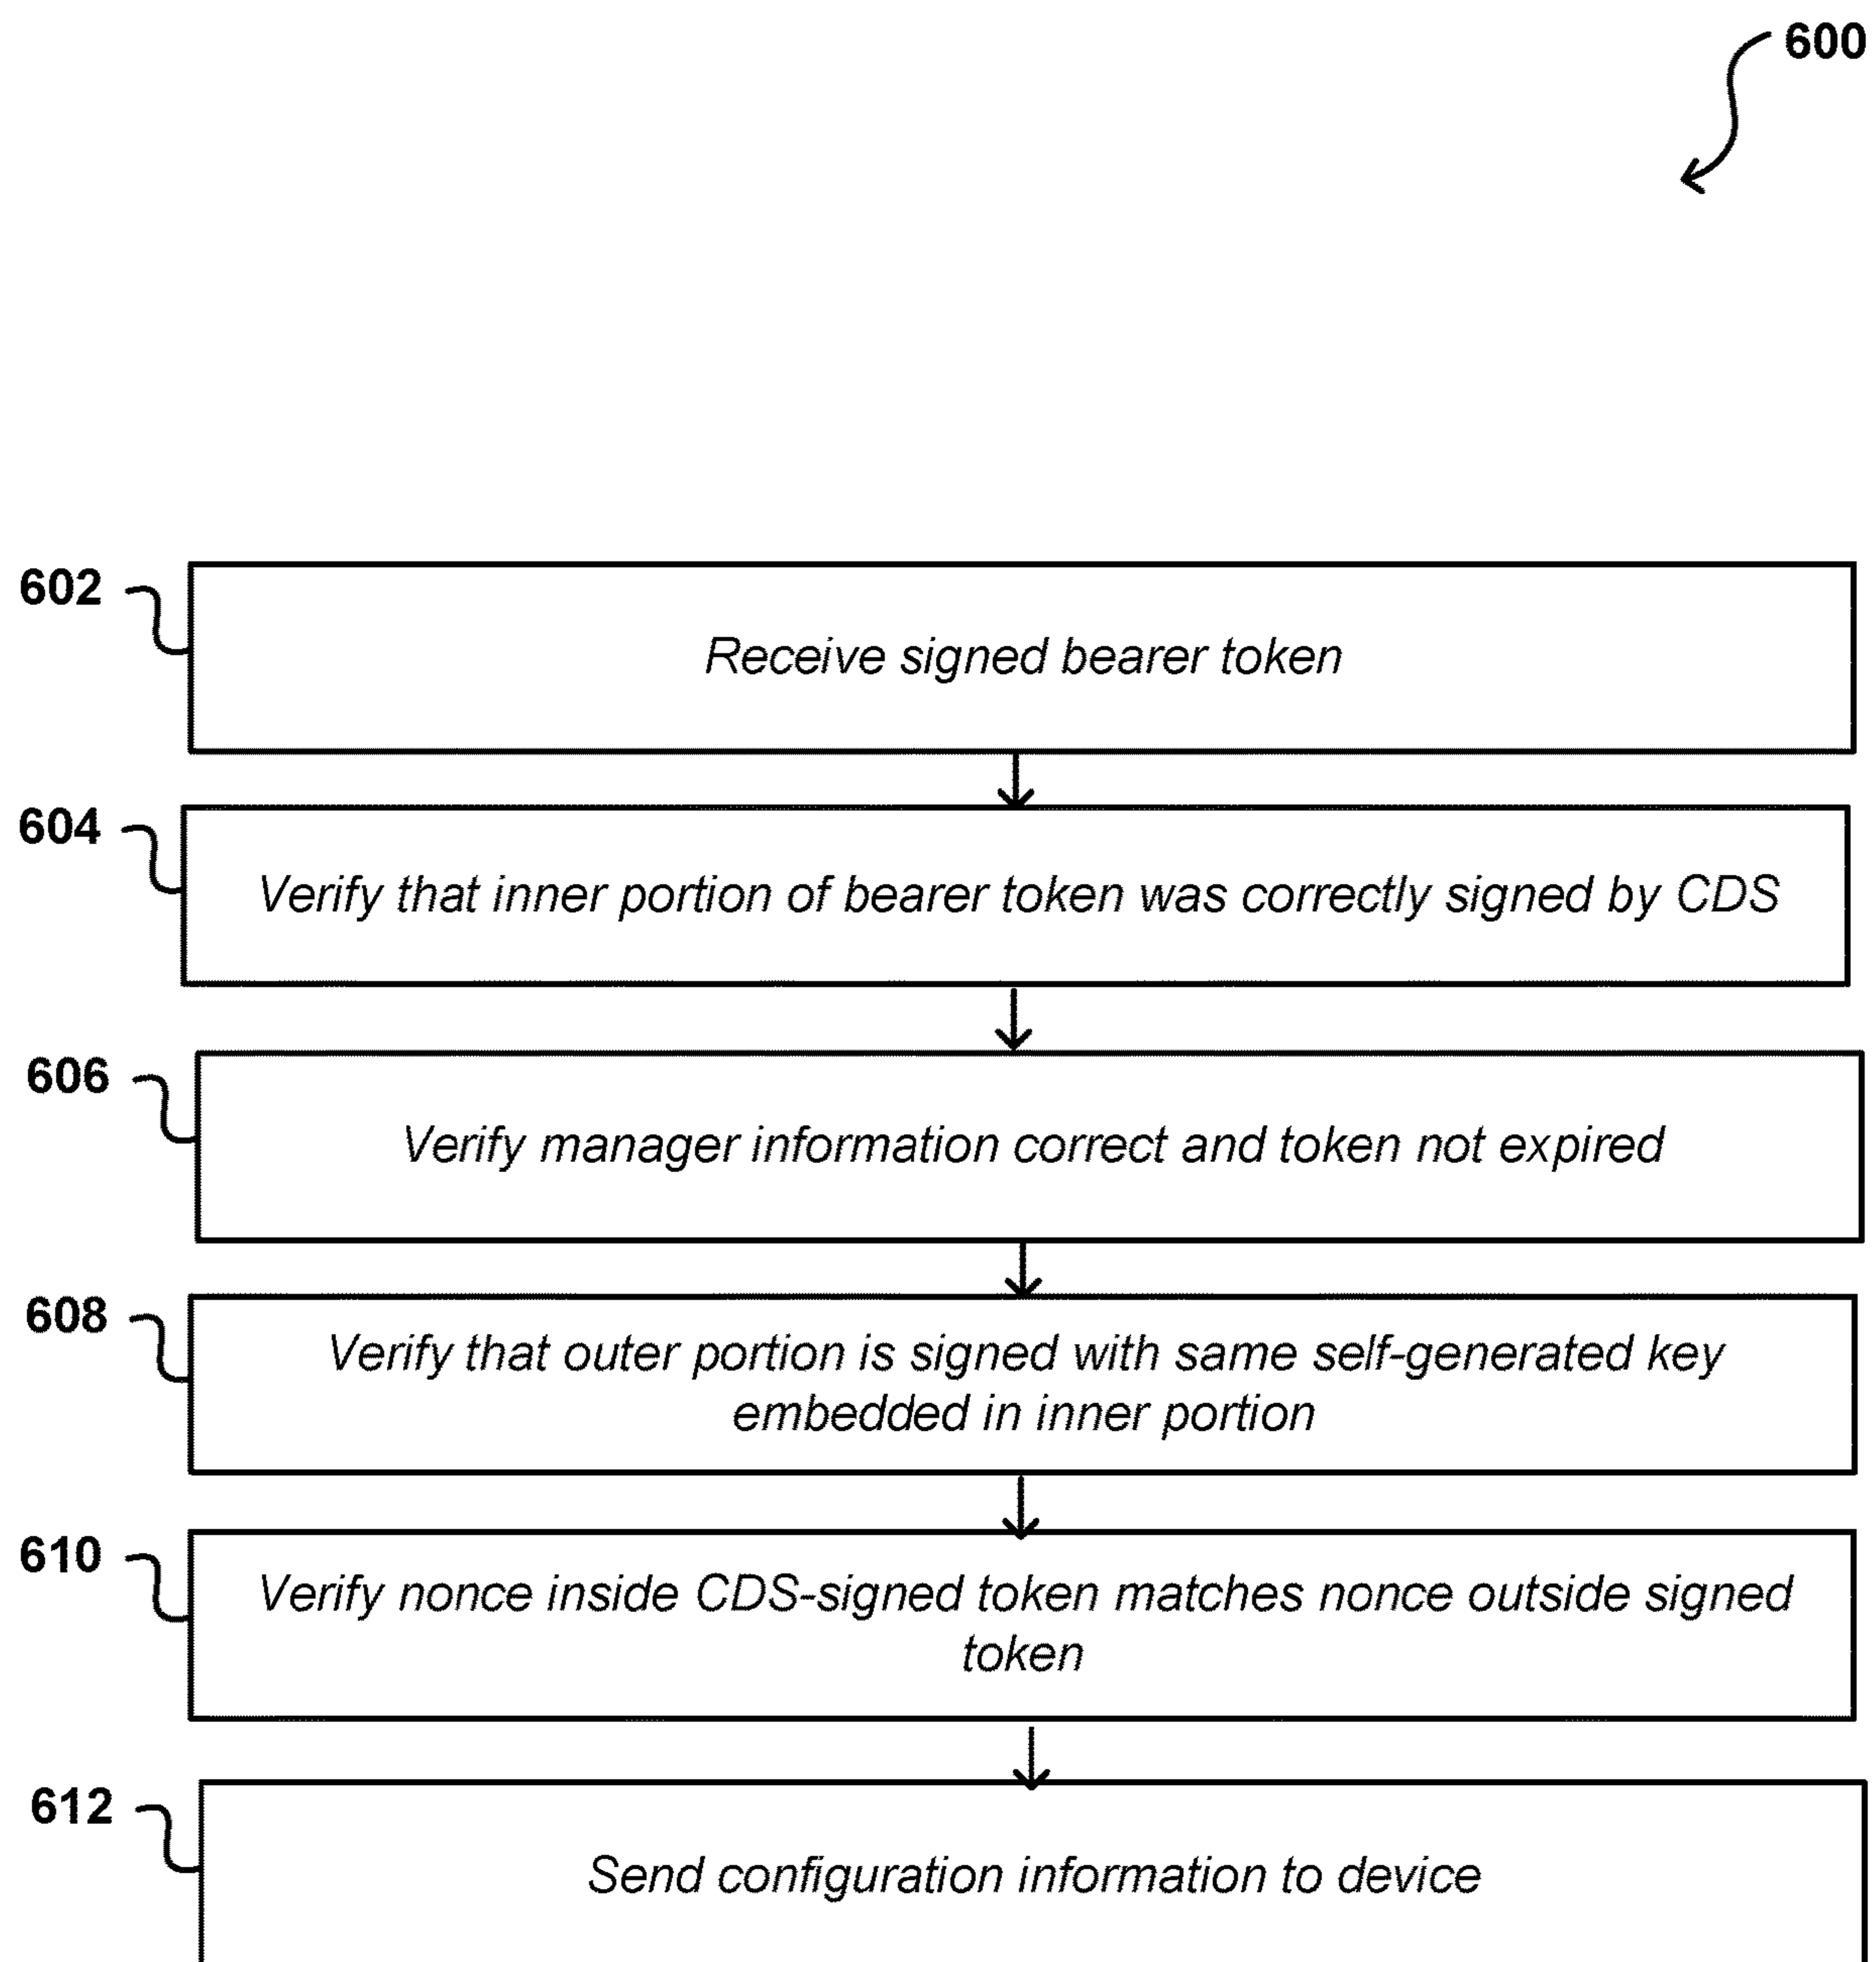 600
602
Receive signed bearer token
604
Verify that inner portion of bearer token was correctly signed by CDS
606
Verify manager information correct and token not expired
608
Verify that outer portion is signed with same self-generated key
embedded in inner portion
610
Verify nonce inside CDS-signed token matches nonce outside signed
token
612
Send configuration information to device